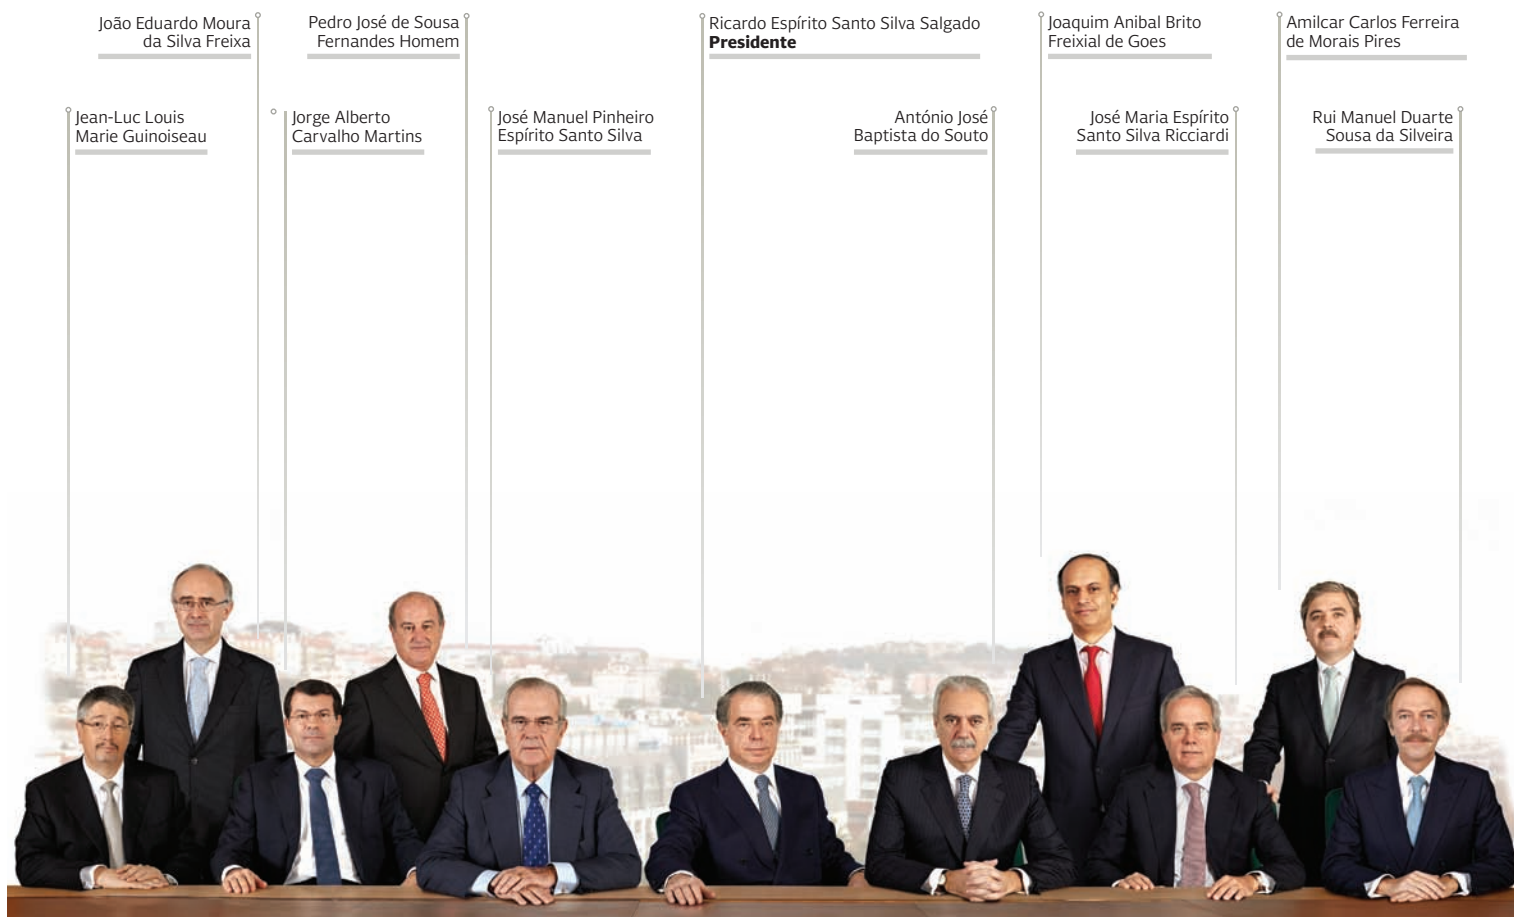 João Eduardo Moura
da Silva Freixa
Pedro José de Sousa
Fernandes Homem
Ricardo Espírito Santo Silva Salgado
Presidente
Joaquim Anibal Brito
Freixial de Goes
Amilcar Carlos Ferreira
de Morais Pires
Jean-Luc Louis
Marie Guinoiseau
Jorge Alberto
Carvalho Martins
José Manuel Pinheiro
Espírito Santo Silva
António José
Baptista do Souto
José Maria Espírito
Santo Silva Ricciardi
Rui Manuel Duarte
Sousa da Silveira